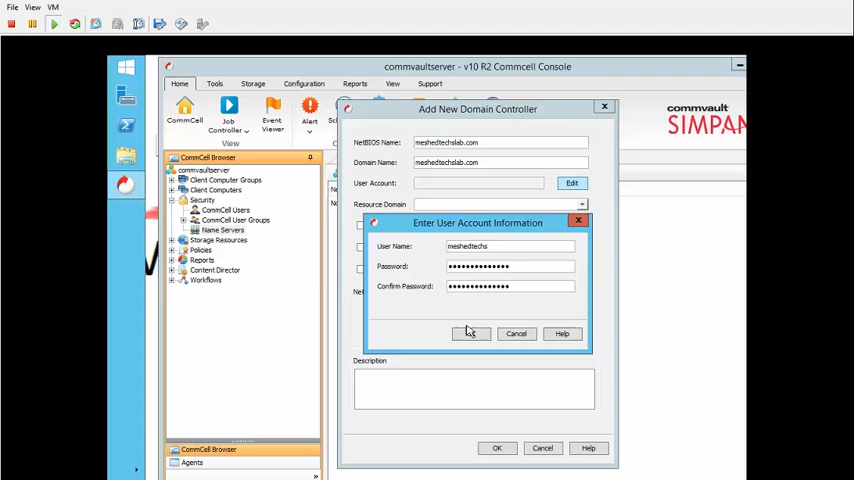 File View VM
commvaultserver - v10 R2 Commcell Console
Home Tools Storage Configuration Reports View Support
CommCell
Job
Controller
Event
Viewer
Alert
View
commvault
SIMPAN
CommCell Browser
commvaultserver
Client Computer Groups
Client Computers
Security
CommCell Users
CommCell User Groups
Name Servers
Storage Resources
Policies
Reports
Content Director
Workflows
CommCell Browser
Agents
Add New Domain Controller
NetBIOS Name: meshedtechslab.com
Domain Name: meshedtechslab.com
User Account: Edit
Resource Domain
Enter User Account Information
User Name: meshedtechs
Password: ••••••••••••••
Confirm Password: ••••••••••••••
Cancel Help
Description
OK Cancel Help